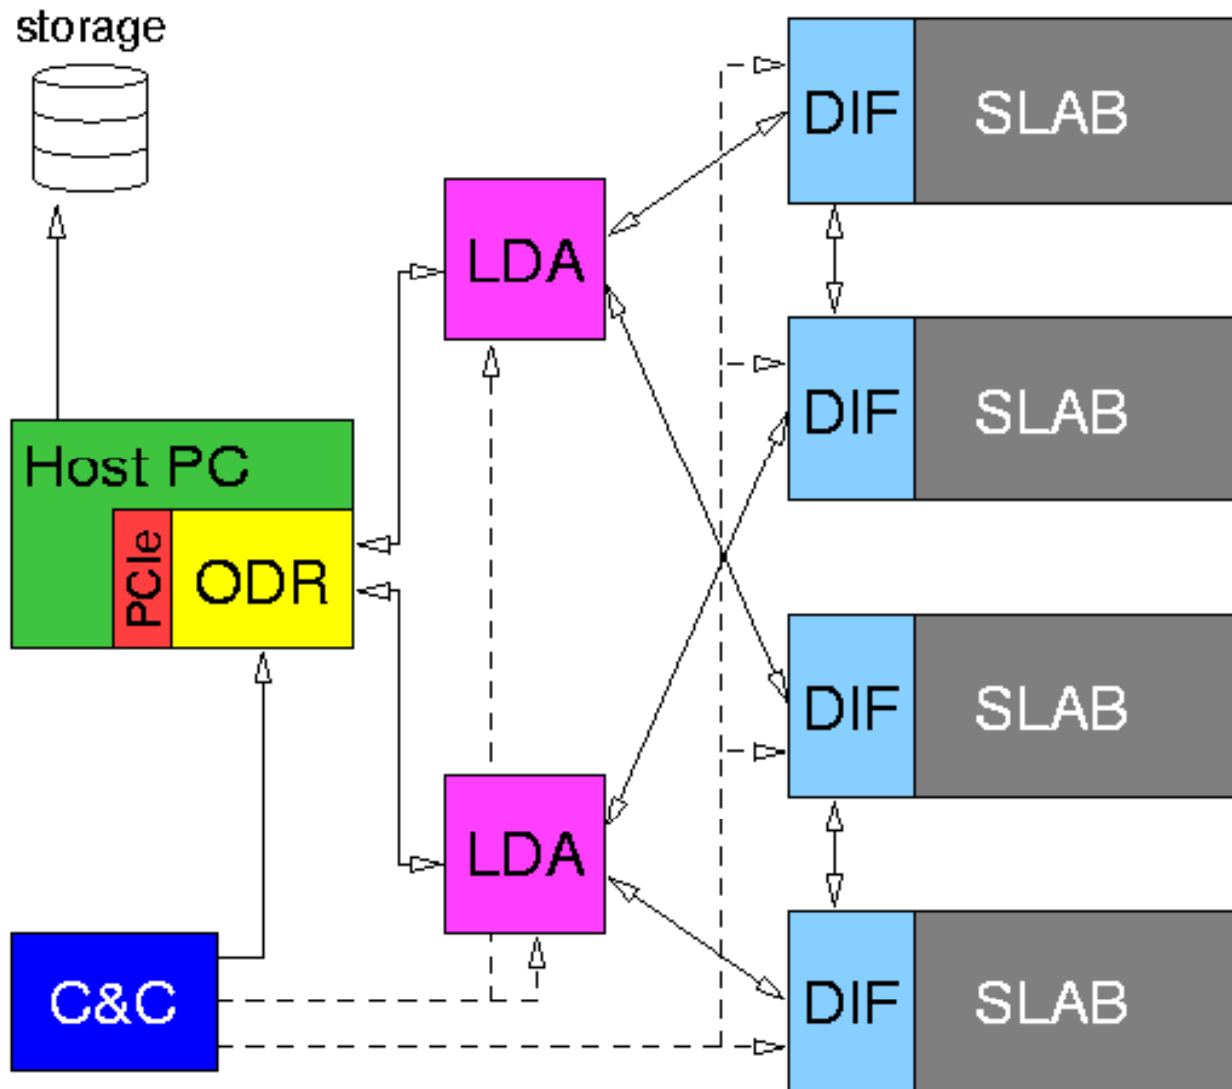 storage
DIF SLAB
LDA
DIF SLAB
Host PC
PCIe ODR
DIF SLAB
LDA
C&C
DIF SLAB